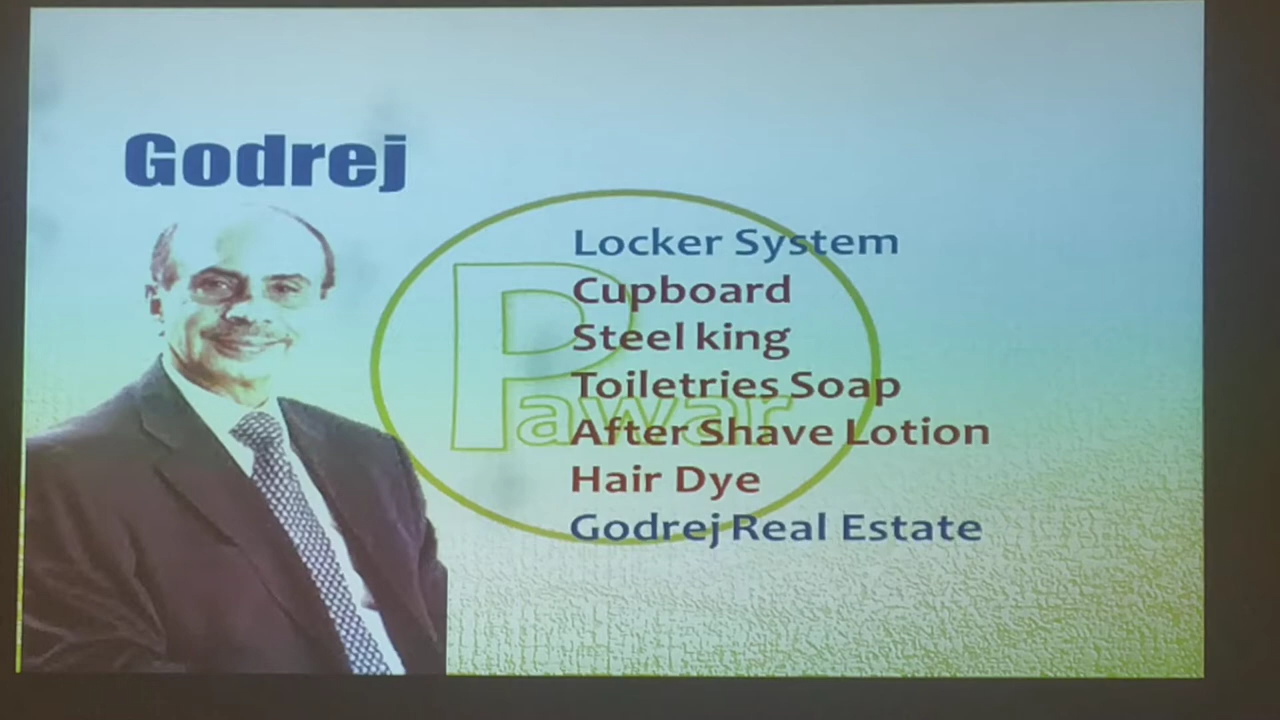 Godrej
Locker System
Cupboard
Steel king
Toiletries Soap
After Shave Lotion
Hair Dye
Godrej Real Estate
Pawar